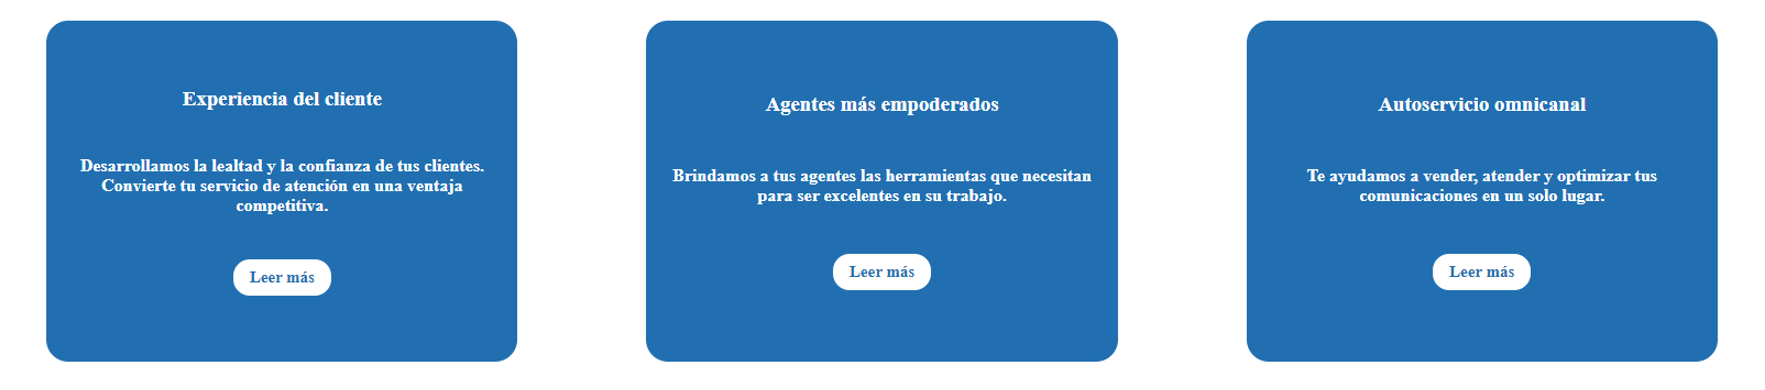 Experiencia del cliente
Desarrollamos la lealtad y la confianza de tus clientes.
Convierte tu servicio de atención en una ventaja
competitiva.
Leer más
Agentes más empoderados
Brindamos a tus agentes las herramientas que necesitan
para ser excelentes en su trabajo.
Leer más
Autoservicio omnicanal
Te ayudamos a vender, atender y optimizar tus
comunicaciones en un solo lugar.
Leer más